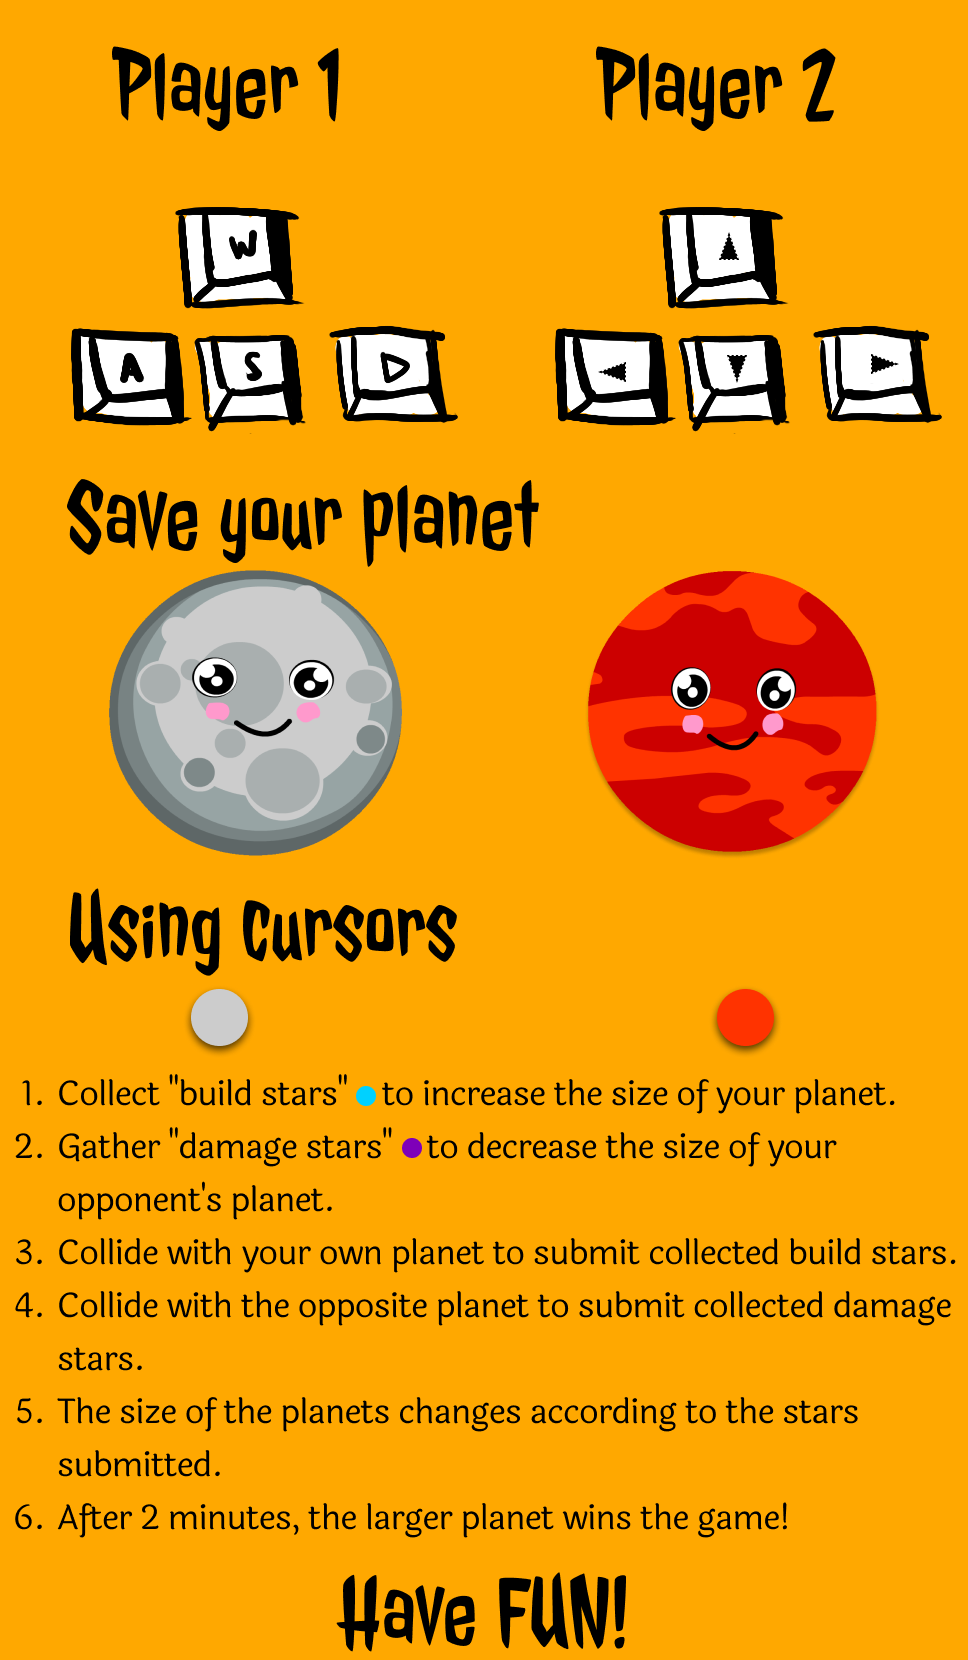 Player 1
Player 2
W
A S D
Save your planet
Using cursors
1. Collect "build stars" to increase the size of your planet.
2. Gather "damage stars" to decrease the size of your
opponent's planet.
3. Collide with your own planet to submit collected build stars.
4. Collide with the opposite planet to submit collected damage
stars.
5. The size of the planets changes according to the stars
submitted.
6. After 2 minutes, the larger planet wins the game!
Have FUN!